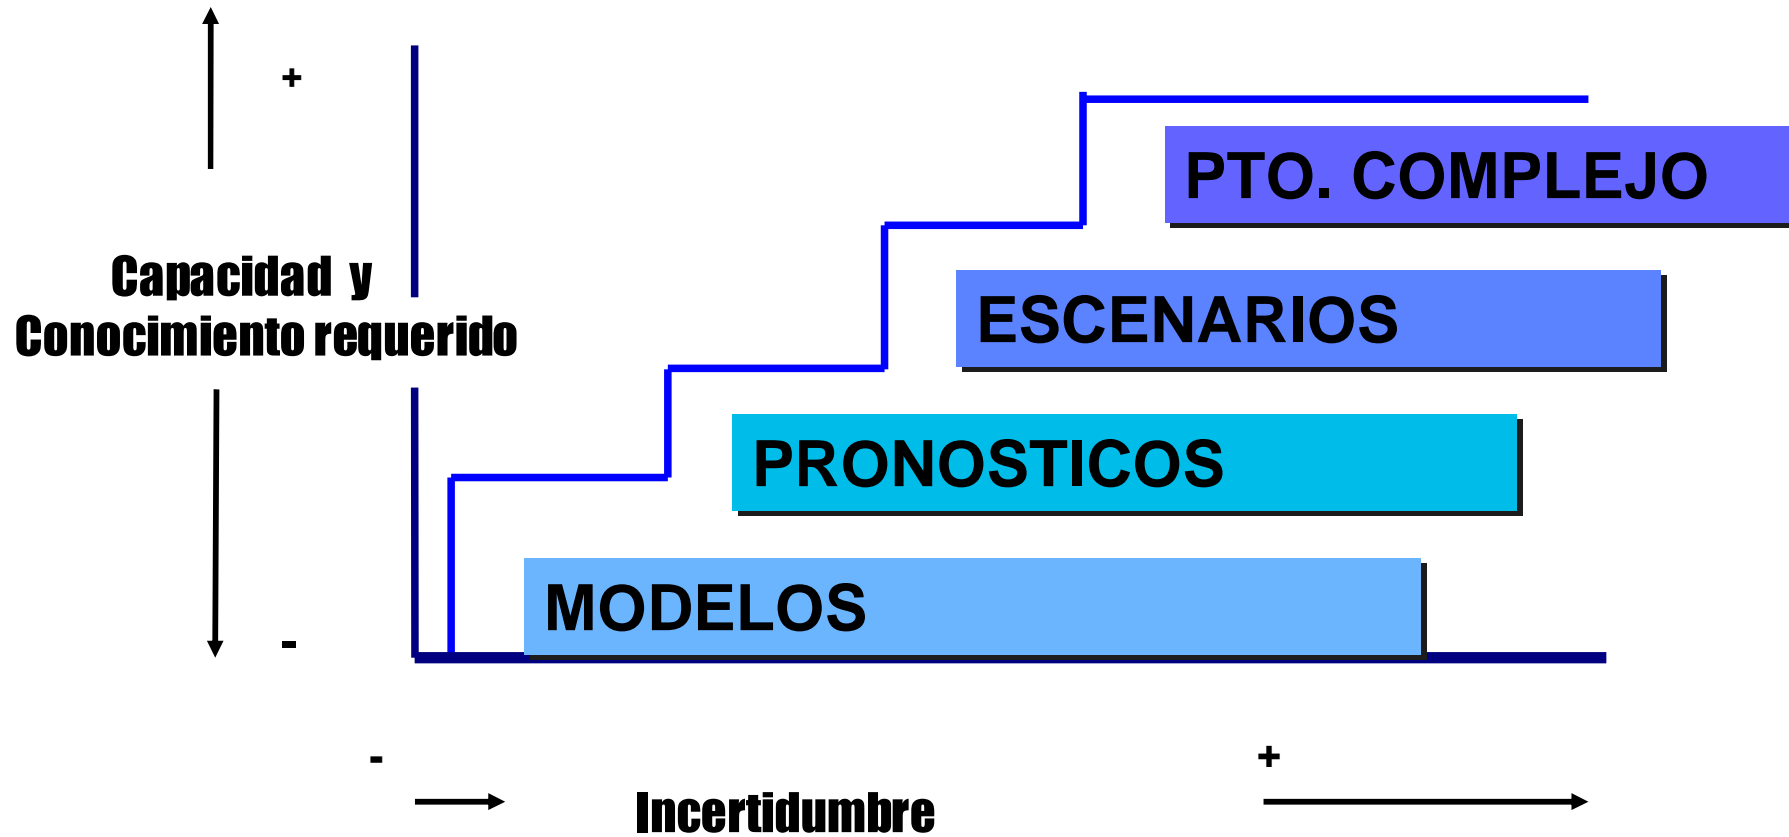 +
PTO. COMPLEJO
Capacidad y
Conocimiento requerido
ESCENARIOS
PRONOSTICOS
MODELOS
-
-
+
Incertidumbre